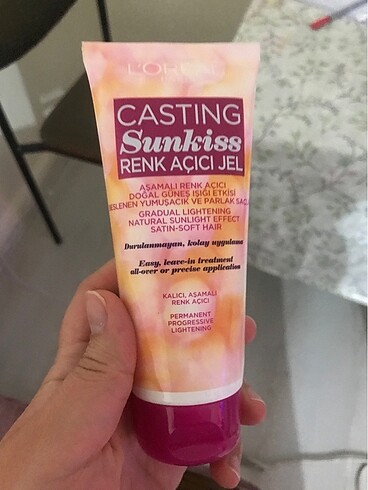 L'ORÉAL
CASTING
Sunkiss
RENK AÇICI JEL
AŞAMALI RENK AÇICI
DOĞAL GÜNEŞ IŞIĞI ETKİSİ
BESLENEN YUMUŞACIK VE PARLAK SAÇLAR
GRADUAL LIGHTENING
NATURAL SUNLIGHT EFFECT
SATIN-SOFT HAIR
Durulanmayan, kolay uygulama
Easy, leave-in treatment
all-over or precise application
KALICI, AŞAMALI
RENK AÇICI
PERMANENT
PROGRESSIVE
LIGHTENING